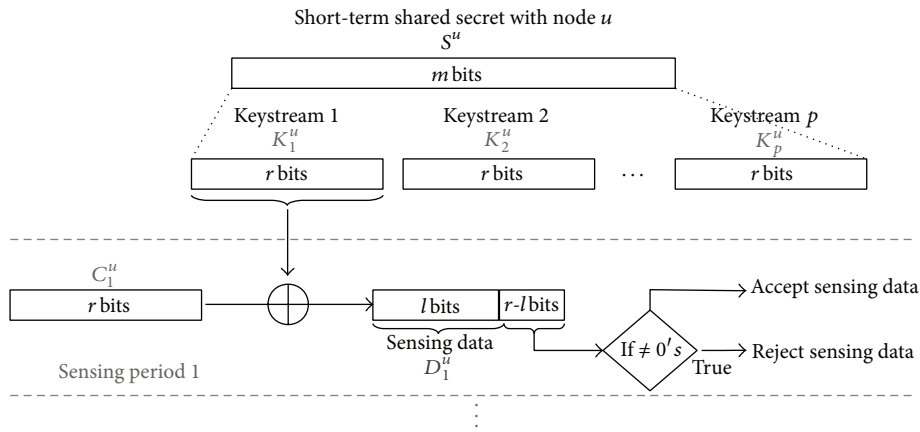 Short-term shared secret with node u
S^u
m bits
Keystream 1 Keystream 2 Keystream p
K_1^u K_2^u K_p^u
r bits r bits ... r bits
C_1^u
r bits l bits r-l bits
Accept sensing data
Sensing data
D_1^u
If ≠ 0's
True
Reject sensing data
Sensing period 1
⋮